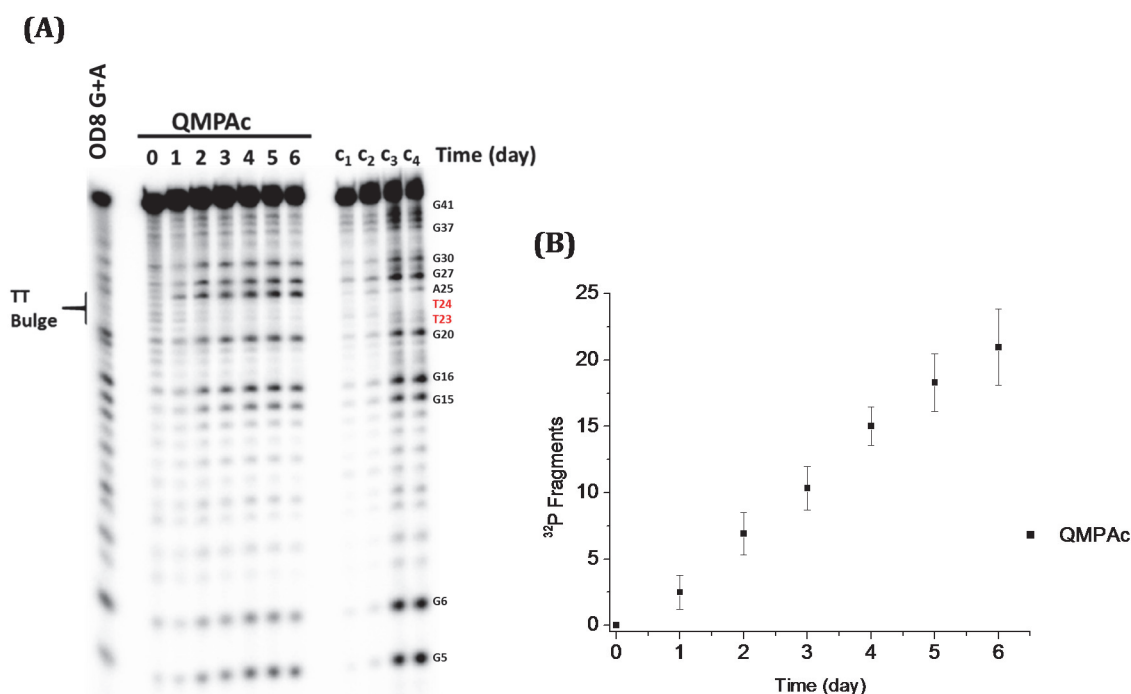 (A)
OD8 G+A
QMPAc
0 1 2 3 4 5 6 c1 c2 c3 c4 Time (day)
G41
G37
G30
G27
A25
T24
T23
G20
G16
G15
G6
G5
TT
Bulge
(B)
25
20
15
10
5
0
32P Fragments
0 1 2 3 4 5 6
Time (day)
QMPAc